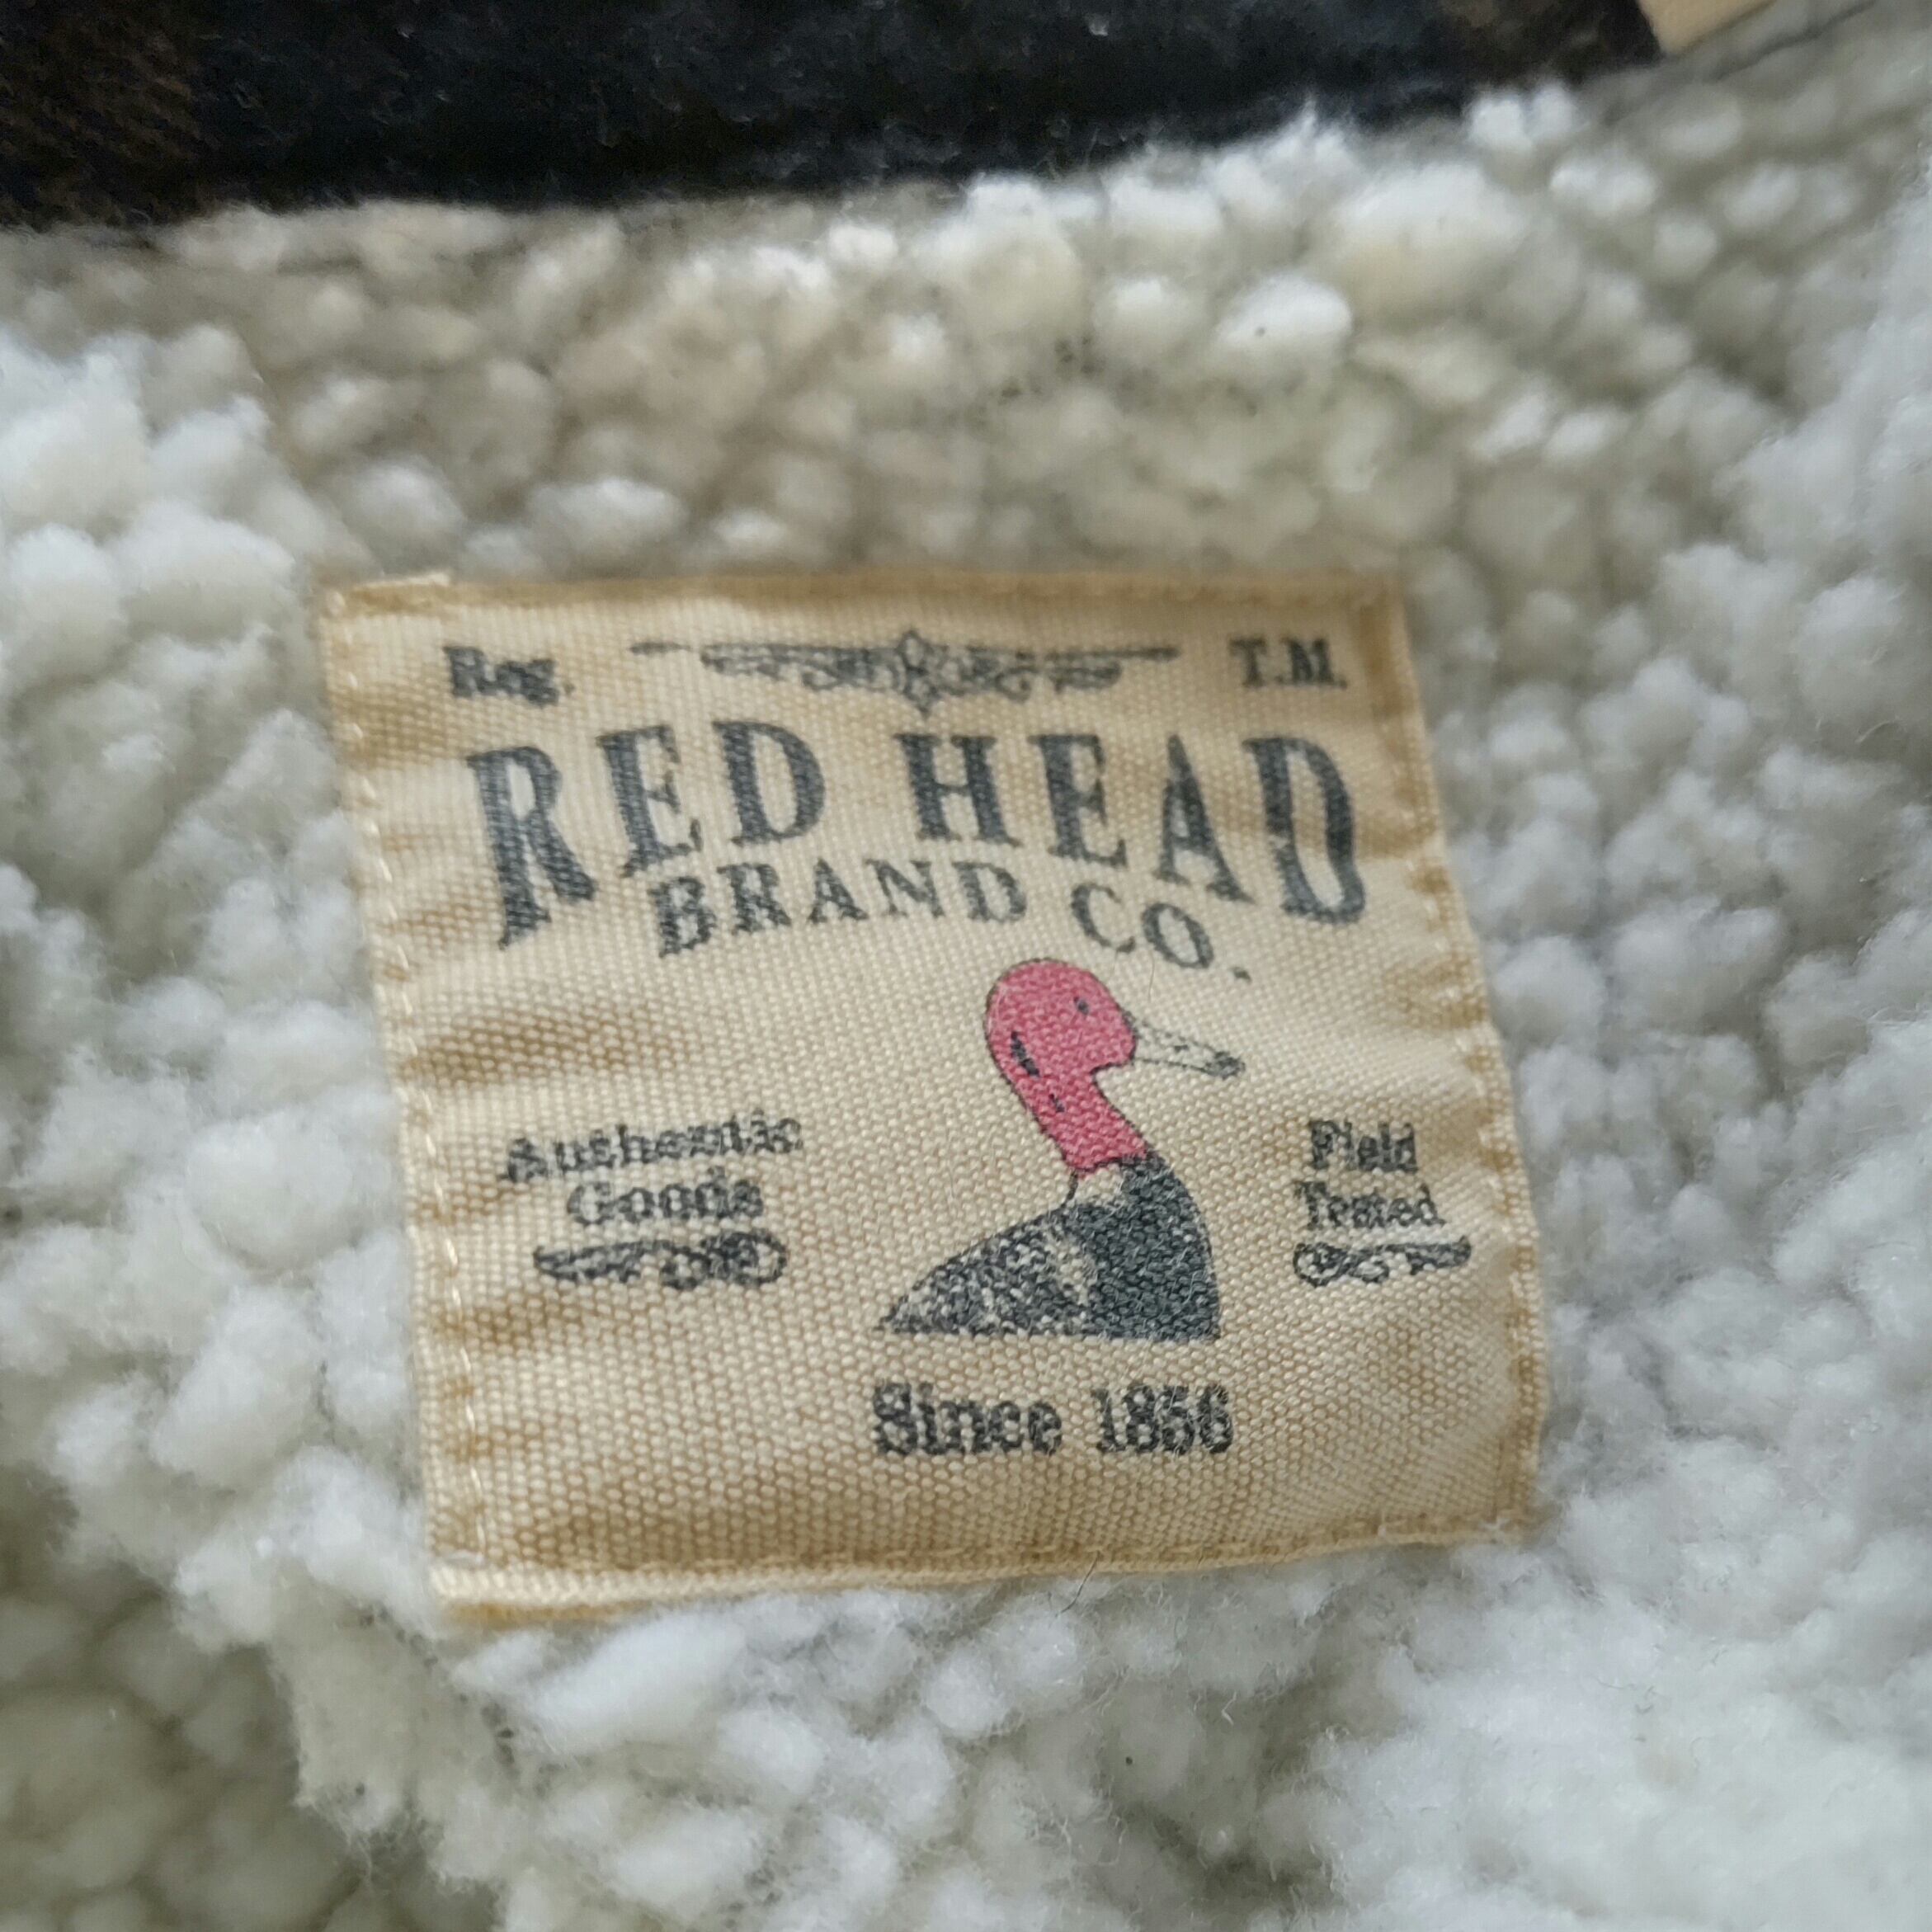 Reg. T.M.
RED HEAD
BRAND CO.
Authentic
Goods
Field
Tested
Since 1856